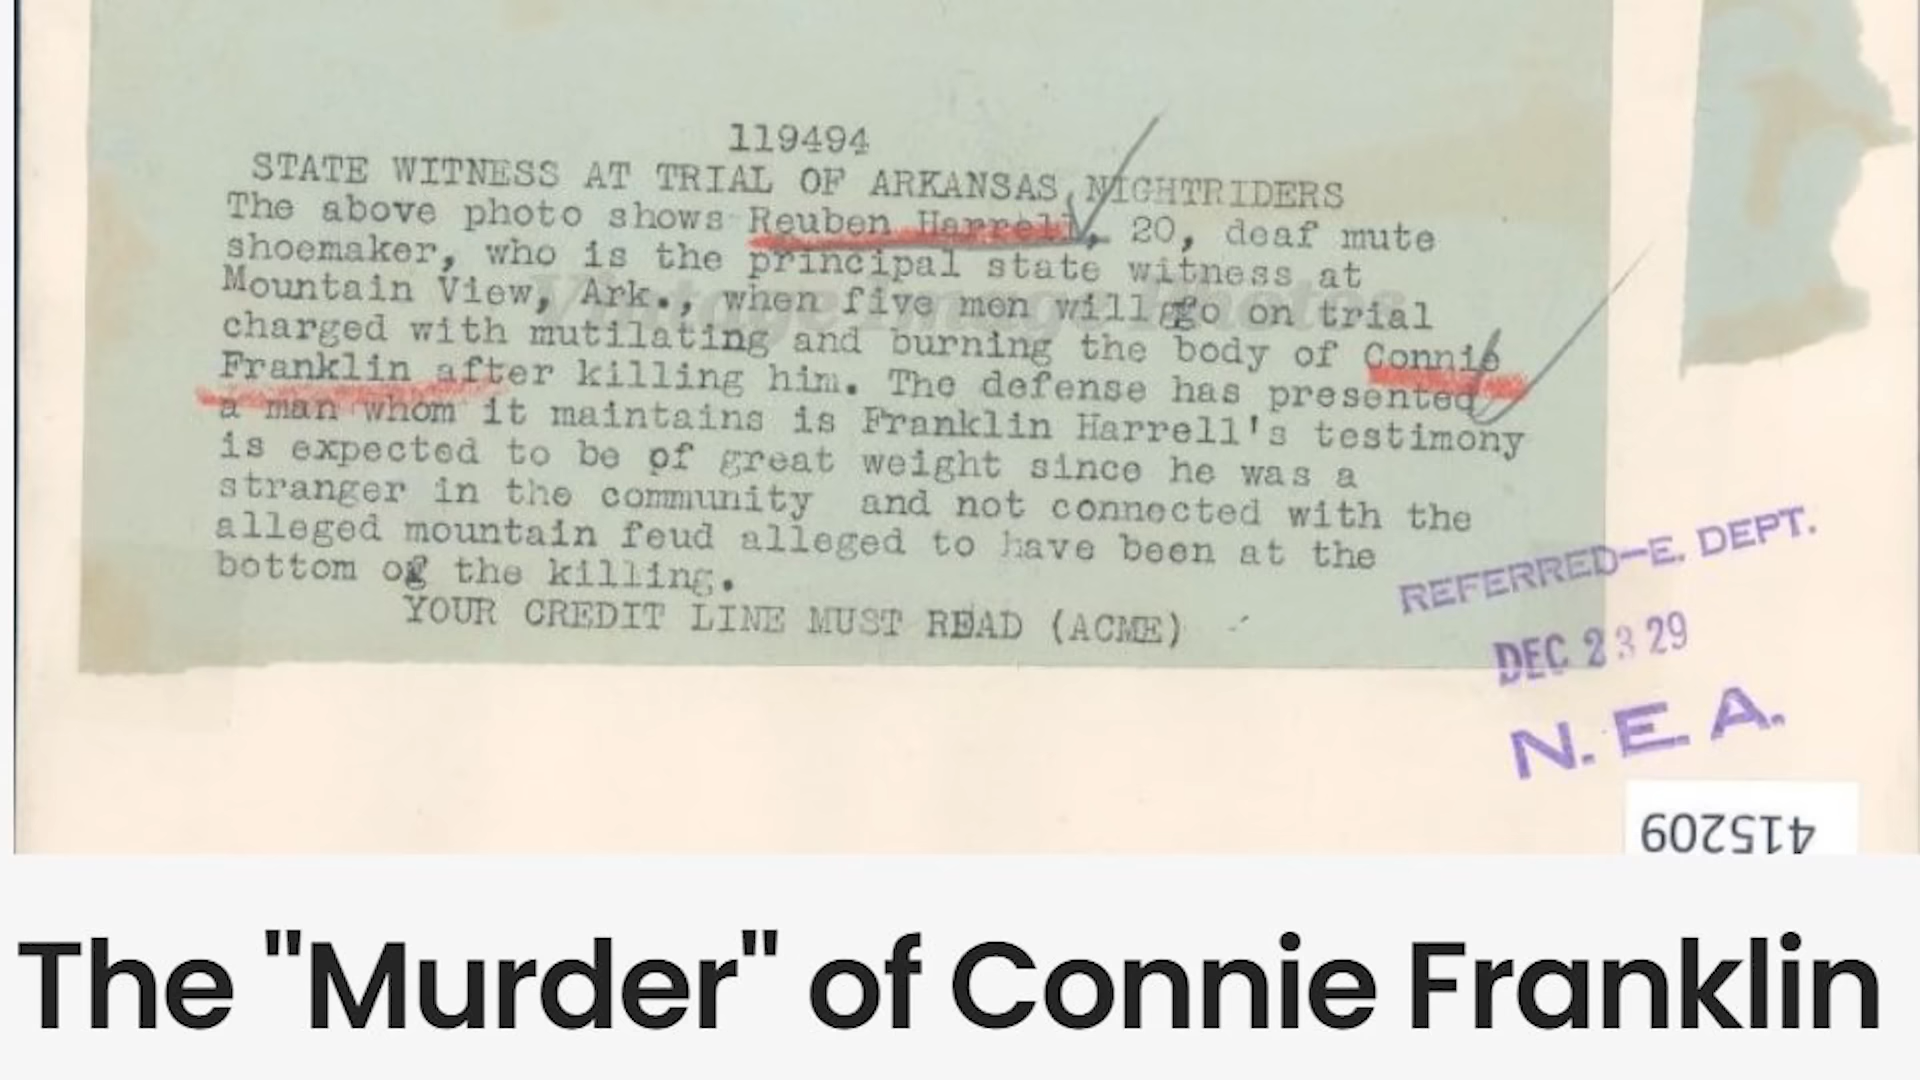 119494
STATE WITNESS AT TRIAL OF ARKANSAS NIGHTRIDERS
The above photo shows Reuben Harrell, 20, deaf mute
shoemaker, who is the principal state witness at
Mountain View, Ark., when five men will go on trial
charged with mutilating and burning the body of Connie
Franklin after killing him. The defense has presented
a man whom it maintains is Franklin Harrell's testimony
is expected to be of great weight since he was a
stranger in the community and not connected with the
alleged mountain feud alleged to have been at the
bottom of the killing.
YOUR CREDIT LINE MUST READ (ACME)
REFERRED—E. DEPT.
DEC 23 29
N. E. A.
415209
The "Murder" of Connie Franklin